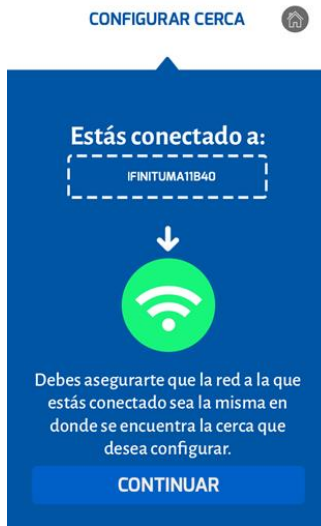 CONFIGURAR CERCA
Estás conectado a:
IFINITUMA11B40
Debes asegurarte que la red a la que
estás conectado sea la misma en
donde se encuentra la cerca que
desea configurar.
CONTINUAR